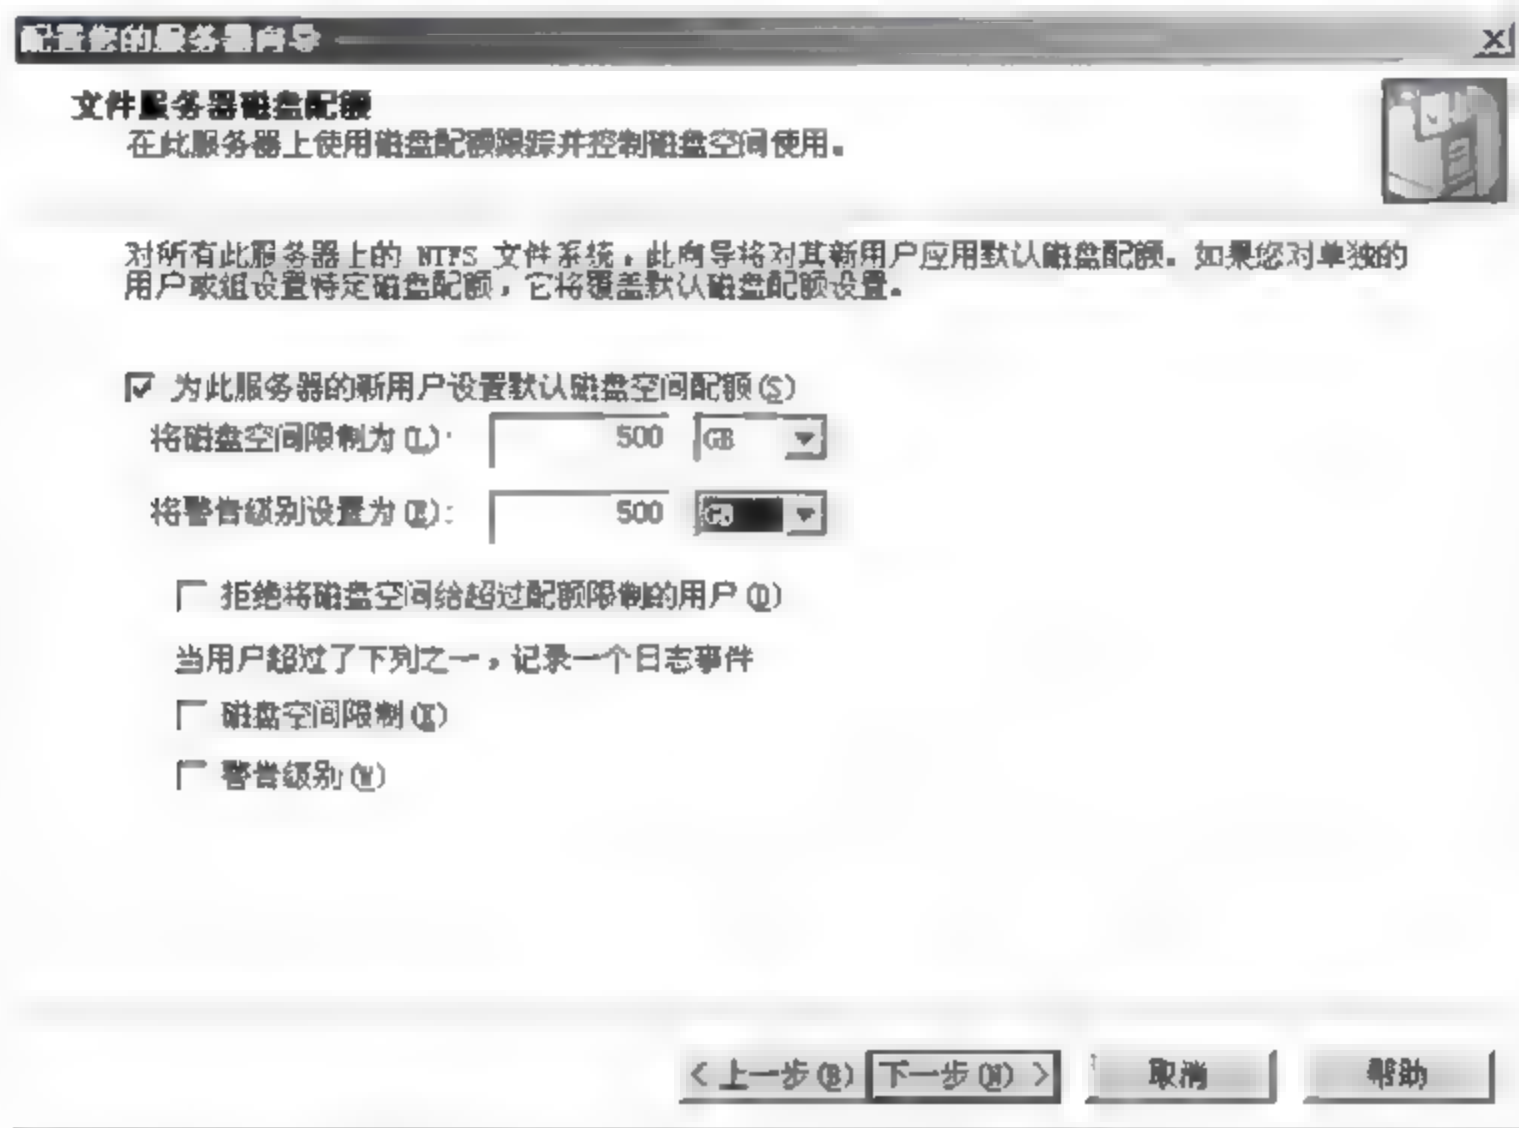 配置您的服务器向导
文件服务器磁盘配额
在此服务器上使用磁盘配额跟踪并控制磁盘空间使用。
对所有此服务器上的 NTFS 文件系统，此向导将对其新用户应用默认磁盘配额。如果您对单独的
用户或组设置特定磁盘配额，它将覆盖默认磁盘配额设置。
为此服务器的新用户设置默认磁盘空间配额(S)
将磁盘空间限制为(L): 500 GB
将警告级别设置为(E): 500 GB
拒绝将磁盘空间给超过配额限制的用户(D)
当用户超过了下列之一，记录一个日志事件
磁盘空间限制(K)
警告级别(W)
< 上一步(B) 下一步(N) > 取消 帮助